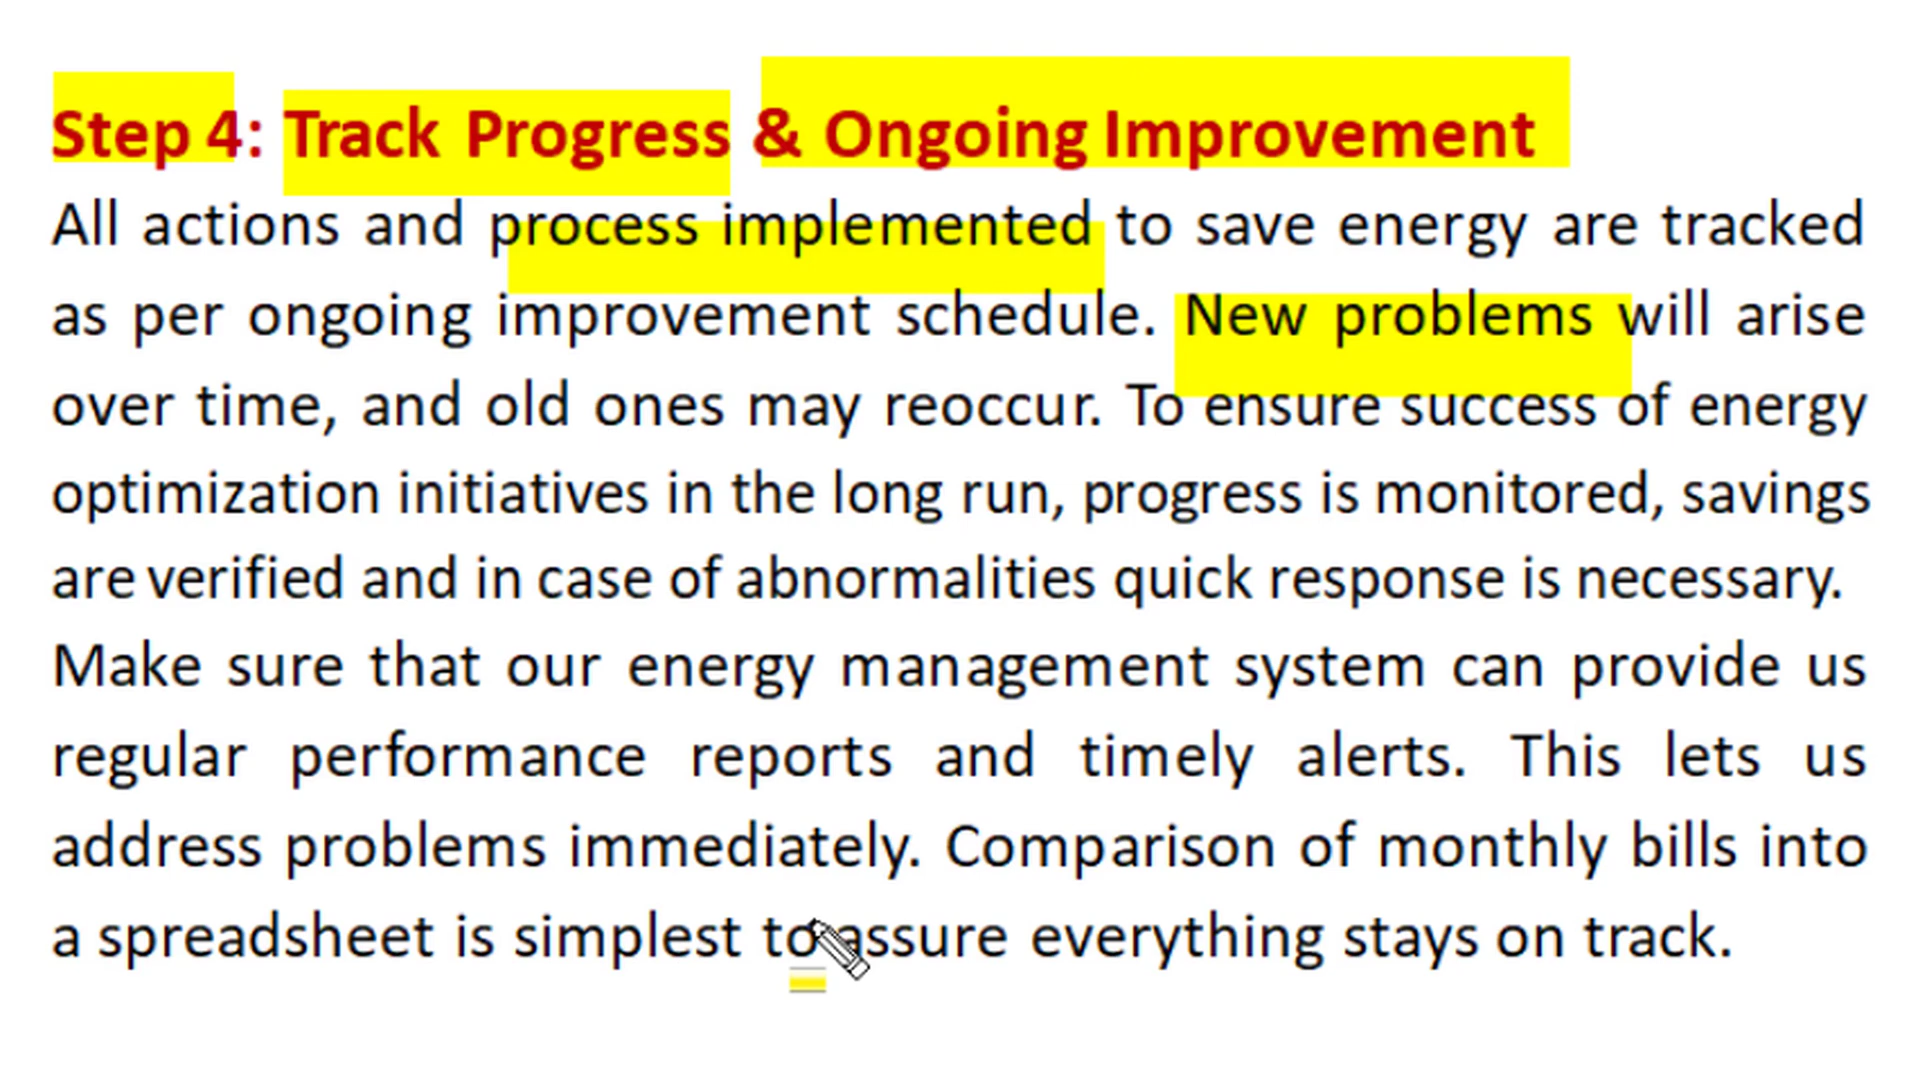 Step 4: Track Progress & Ongoing Improvement
All actions and process implemented to save energy are tracked
as per ongoing improvement schedule. New problems will arise
over time, and old ones may reoccur. To ensure success of energy
optimization initiatives in the long run, progress is monitored, savings
are verified and in case of abnormalities quick response is necessary.
Make sure that our energy management system can provide us
regular performance reports and timely alerts. This lets us
address problems immediately. Comparison of monthly bills into
a spreadsheet is simplest to assure everything stays on track.